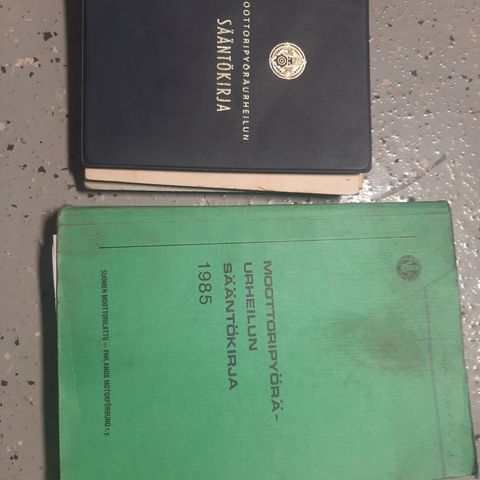 MOOTTORIPYÖRÄURHEILUN
SÄÄNTÖKIRJA
MOOTTORIPYÖRÄ-
URHEILUN
SÄÄNTÖKIRJA
1985
SUOMEN MOOTTORILIITTO — FINLANDS MOTORFÖRBUND r.y.